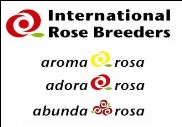 International
Rose Breeders
aroma rosa
adora rosa
abunda rosa